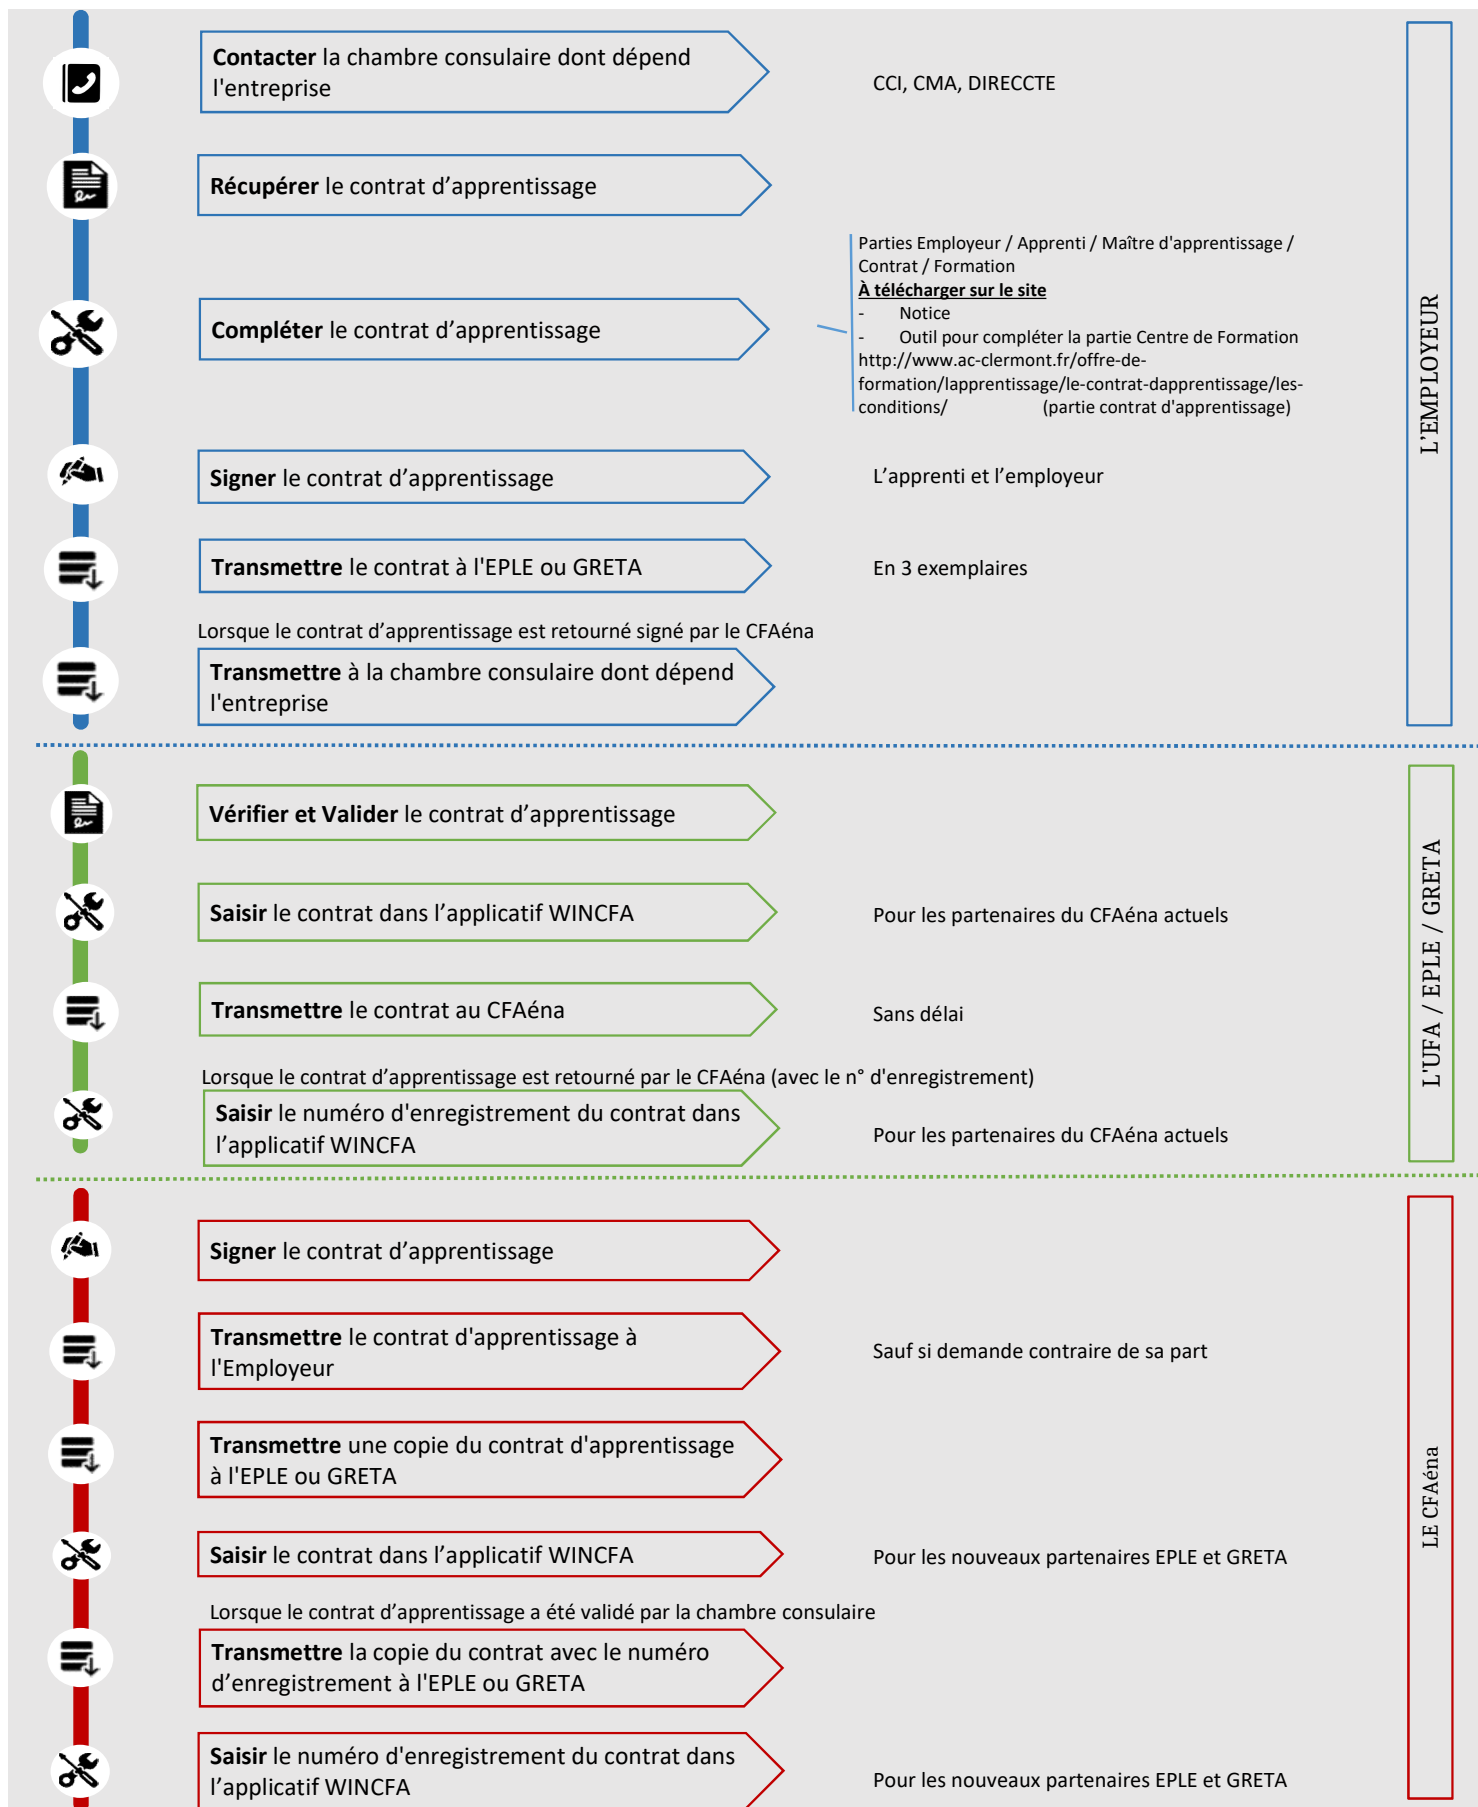 Contacter la chambre consulaire dont dépend
l'entreprise
CCI, CMA, DIRECCTE
Récupérer le contrat d’apprentissage
Compléter le contrat d’apprentissage
Parties Employeur / Apprenti / Maître d'apprentissage /
Contrat / Formation
À télécharger sur le site
- Notice
- Outil pour compléter la partie Centre de Formation
http://www.ac-clermont.fr/offre-de-
formation/lapprentissage/le-contrat-dapprentissage/les-
conditions/ (partie contrat d'apprentissage)
Signer le contrat d’apprentissage
L’apprenti et l’employeur
Transmettre le contrat à l'EPLE ou GRETA
En 3 exemplaires
Lorsque le contrat d’apprentissage est retourné signé par le CFAéna
Transmettre à la chambre consulaire dont dépend
l'entreprise
L’EMPLOYEUR
Vérifier et Valider le contrat d’apprentissage
Saisir le contrat dans l’applicatif WINCFA
Pour les partenaires du CFAéna actuels
Transmettre le contrat au CFAéna
Sans délai
Lorsque le contrat d’apprentissage est retourné par le CFAéna (avec le n° d'enregistrement)
Saisir le numéro d'enregistrement du contrat dans
l’applicatif WINCFA
Pour les partenaires du CFAéna actuels
L'UFA / EPLE / GRETA
Signer le contrat d’apprentissage
Transmettre le contrat d'apprentissage à
l'Employeur
Sauf si demande contraire de sa part
Transmettre une copie du contrat d'apprentissage
à l'EPLE ou GRETA
Saisir le contrat dans l’applicatif WINCFA
Pour les nouveaux partenaires EPLE et GRETA
Lorsque le contrat d’apprentissage a été validé par la chambre consulaire
Transmettre la copie du contrat avec le numéro
d’enregistrement à l'EPLE ou GRETA
Saisir le numéro d'enregistrement du contrat dans
l’applicatif WINCFA
Pour les nouveaux partenaires EPLE et GRETA
LE CFAéna